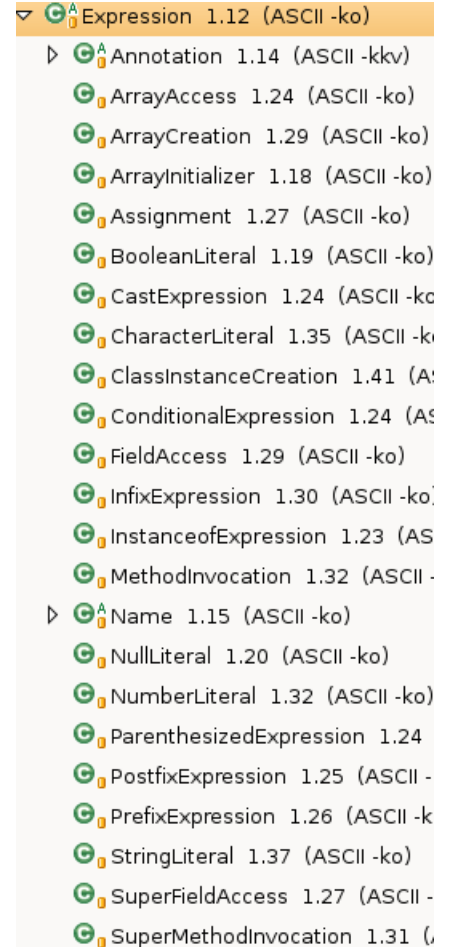 Expression 1.12 (ASCII -ko)
Annotation 1.14 (ASCII -kkv)
ArrayAccess 1.24 (ASCII -ko)
ArrayCreation 1.29 (ASCII -ko)
ArrayInitializer 1.18 (ASCII -ko)
Assignment 1.27 (ASCII -ko)
BooleanLiteral 1.19 (ASCII -ko)
CastExpression 1.24 (ASCII -ko
CharacterLiteral 1.35 (ASCII -k
ClassInstanceCreation 1.41 (AS
ConditionalExpression 1.24 (AS
FieldAccess 1.29 (ASCII -ko)
InfixExpression 1.30 (ASCII -ko)
InstanceofExpression 1.23 (AS
MethodInvocation 1.32 (ASCII -
Name 1.15 (ASCII -ko)
NullLiteral 1.20 (ASCII -ko)
NumberLiteral 1.32 (ASCII -ko)
ParenthesizedExpression 1.24
PostfixExpression 1.25 (ASCII -
PrefixExpression 1.26 (ASCII -k
StringLiteral 1.37 (ASCII -ko)
SuperFieldAccess 1.27 (ASCII -
SuperMethodInvocation 1.31 (